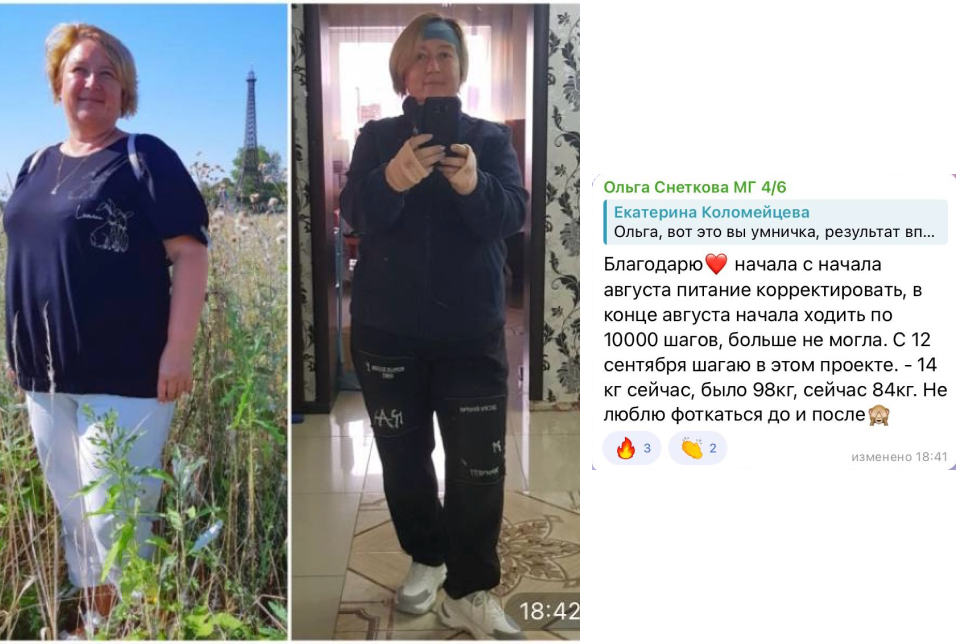 18:42
Ольга Снеткова МГ 4/6
Екатерина Коломейцева
Ольга, вот это вы умничка, результат вп...
Благодарю❤️ начала с начала
августа питание корректировать, в
конце августа начала ходить по
10000 шагов, больше не могла. С 12
сентября шагаю в этом проекте. - 14
кг сейчас, было 98кг, сейчас 84кг. Не
люблю фоткаться до и после🙈
🔥 3 👏 2
изменено 18:41